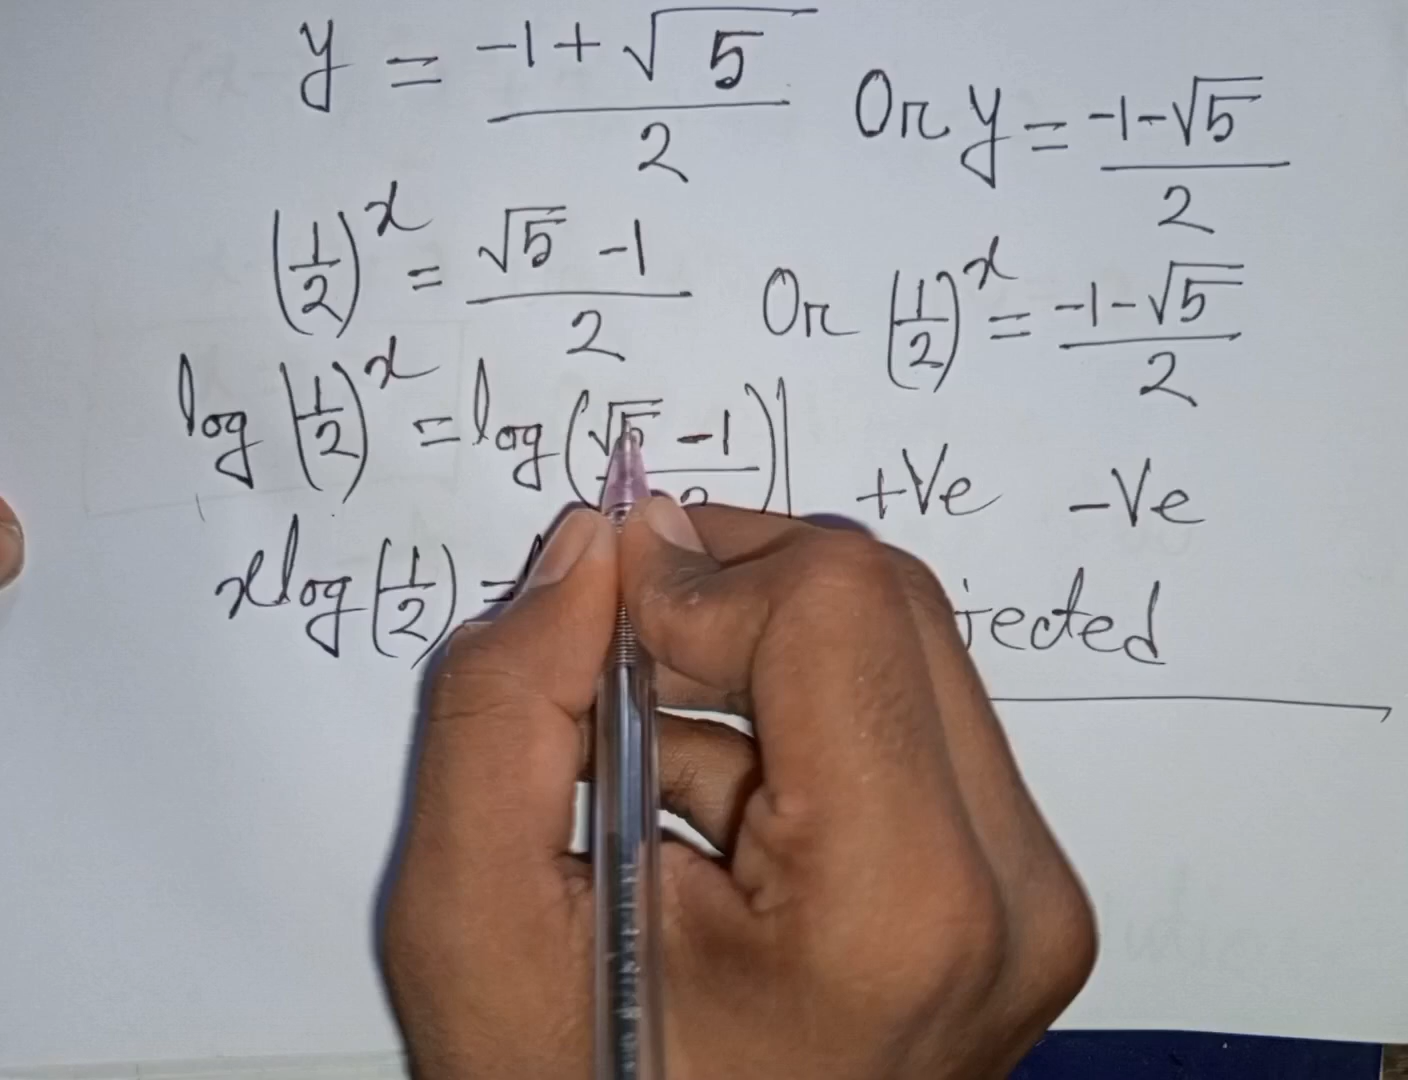 y = (-1 + √5)/2 Or y = (-1 - √5)/2
(1/2)^x = (√5 - 1)/2 Or (1/2)^x = (-1 - √5)/2
log (1/2)^x = log ((√5 - 1)/2) | +Ve -Ve
x log (1/2) =